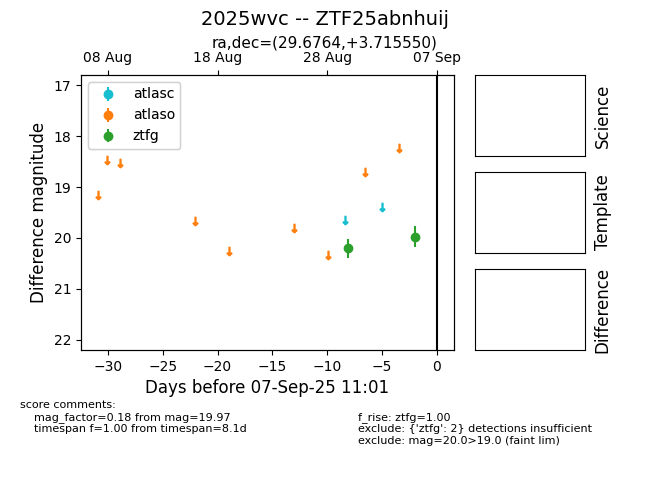 2025wvc -- ZTF25abnhuij
ra,dec=(29.6764,+3.715550)
08 Aug 18 Aug 28 Aug 07 Sep
17
18
19
20
21
22
Difference magnitude
atlasc
atlaso
ztfg
−30 −25 −20 −15 −10 −5 0
Days before 07-Sep-25 11:01
Science
Template
Difference
score comments:
mag_factor=0.18 from mag=19.97
timespan f=1.00 from timespan=8.1d
f_rise: ztfg=1.00
exclude: {'ztfg': 2} detections insufficient
exclude: mag=20.0>19.0 (faint lim)